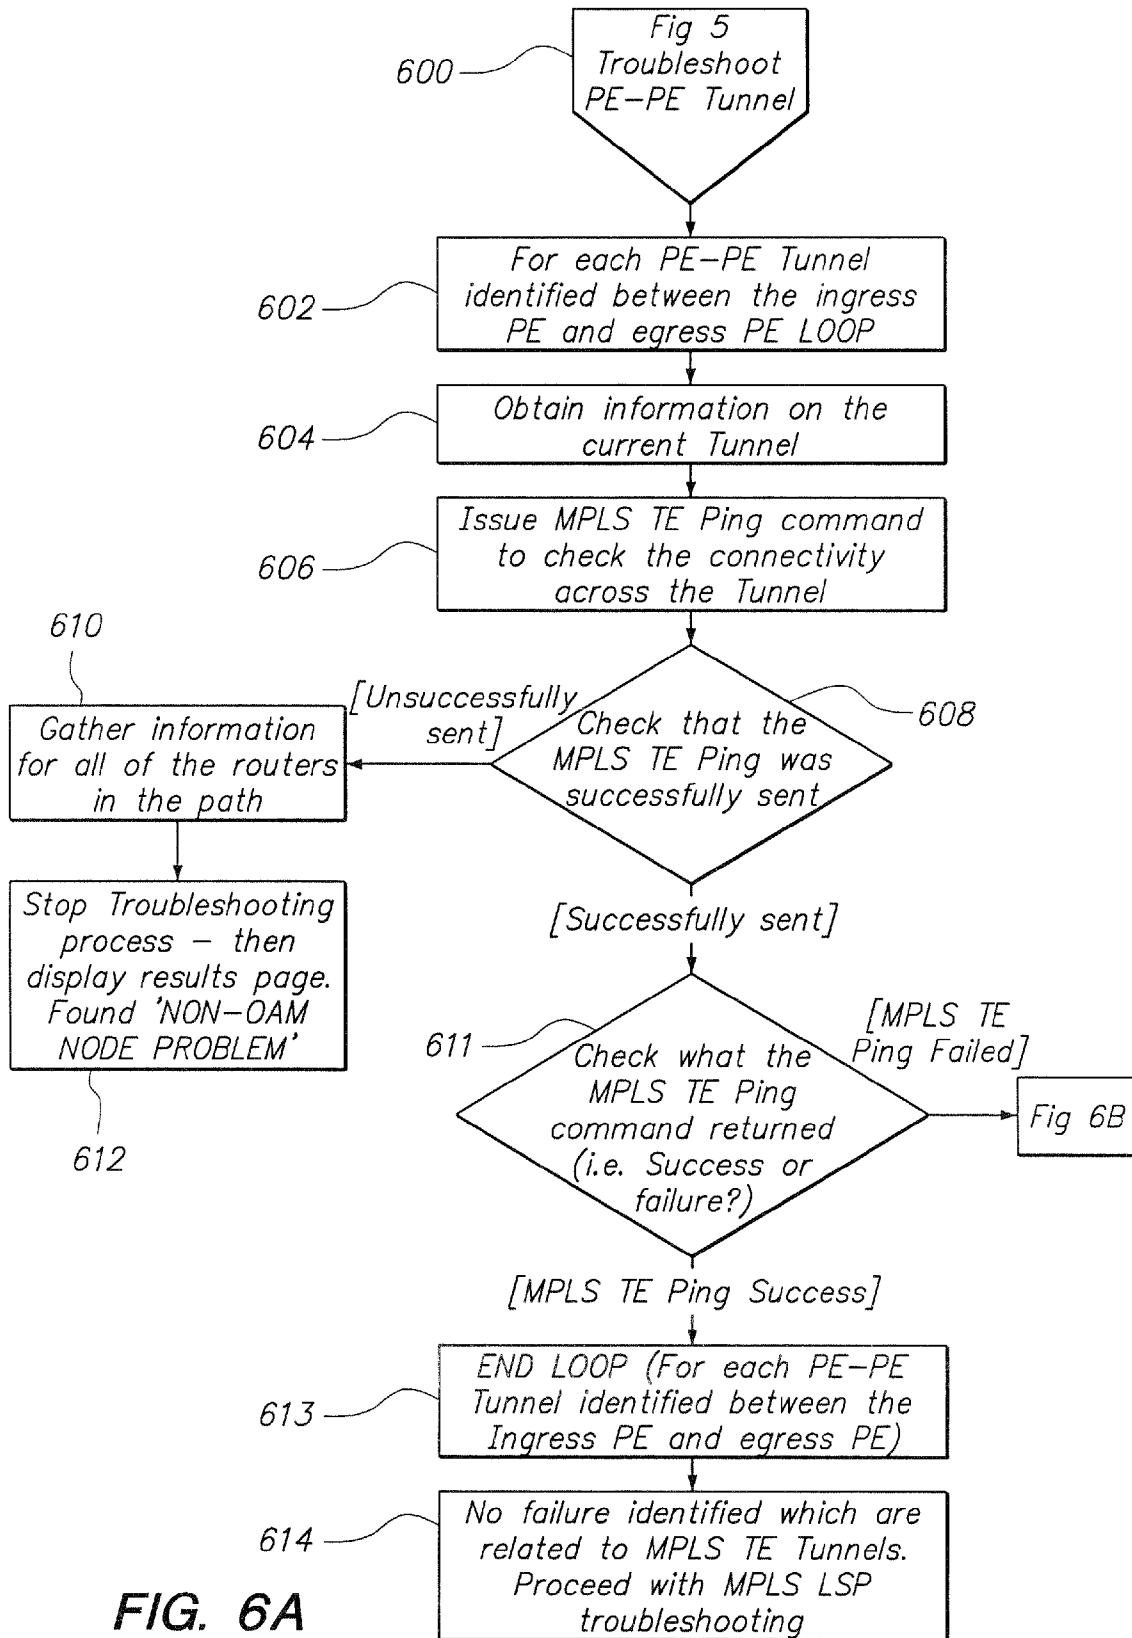 Fig 5
Troubleshoot
PE-PE Tunnel
600
For each PE-PE Tunnel
identified between the ingress
PE and egress PE LOOP
602
Obtain information on the
current Tunnel
604
Issue MPLS TE Ping command
to check the connectivity
across the Tunnel
606
610
[Unsuccessfully
sent]
608
Check that the
MPLS TE Ping was
successfully sent
Gather information
for all of the routers
in the path
Stop Troubleshooting
process - then
display results page.
Found 'NON-OAM
NODE PROBLEM'
612
[Successfully sent]
611
[MPLS TE
Ping Failed]
Check what the
MPLS TE Ping
command returned
(i.e. Success or
failure?)
Fig 6B
[MPLS TE Ping Success]
END LOOP (For each PE-PE
Tunnel identified between the
Ingress PE and egress PE)
613
No failure identified which are
related to MPLS TE Tunnels.
Proceed with MPLS LSP
troubleshooting
614
FIG. 6A